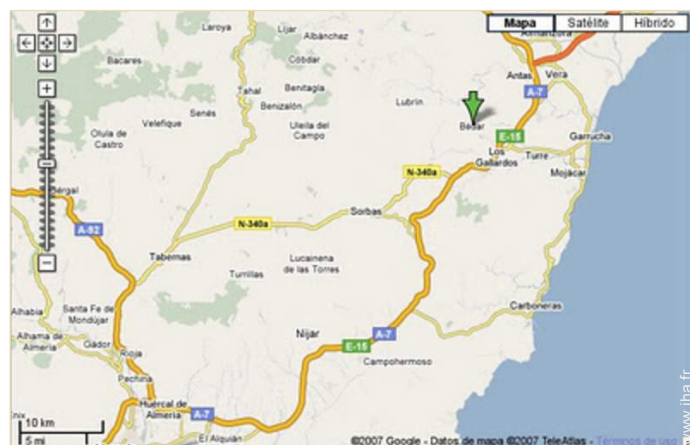 Mapa Satélite Híbrido
Laroya
Lijar
Albánchez
Almanzora
Bacares
Cóbdar
Antas
Vera
Tahal
Benitagla
A-7
Benizalón
Lubrín
Senés
Velefique
Uleila del
Campo
Bédar
E-15
Olula de
Castro
Garrucha
Los
Gallardos
Turre
Mojácar
N-340a
Sorbas
N-340a
A-92
Tabernas
Lucainena
de las Torres
Turrillas
Alhabia
Santa Fe de
Mondújar
Carboneras
Alhama de
Almería
Gádor
Rioja
Níjar
A-7
E-15
Campohermoso
Pechina
Huércal de
Almería
A-7
El Alquián
10 km
5 mi
©2007 Google - Datos de mapa ©2007 TeleAtlas - Términos de uso
www.iha.fr